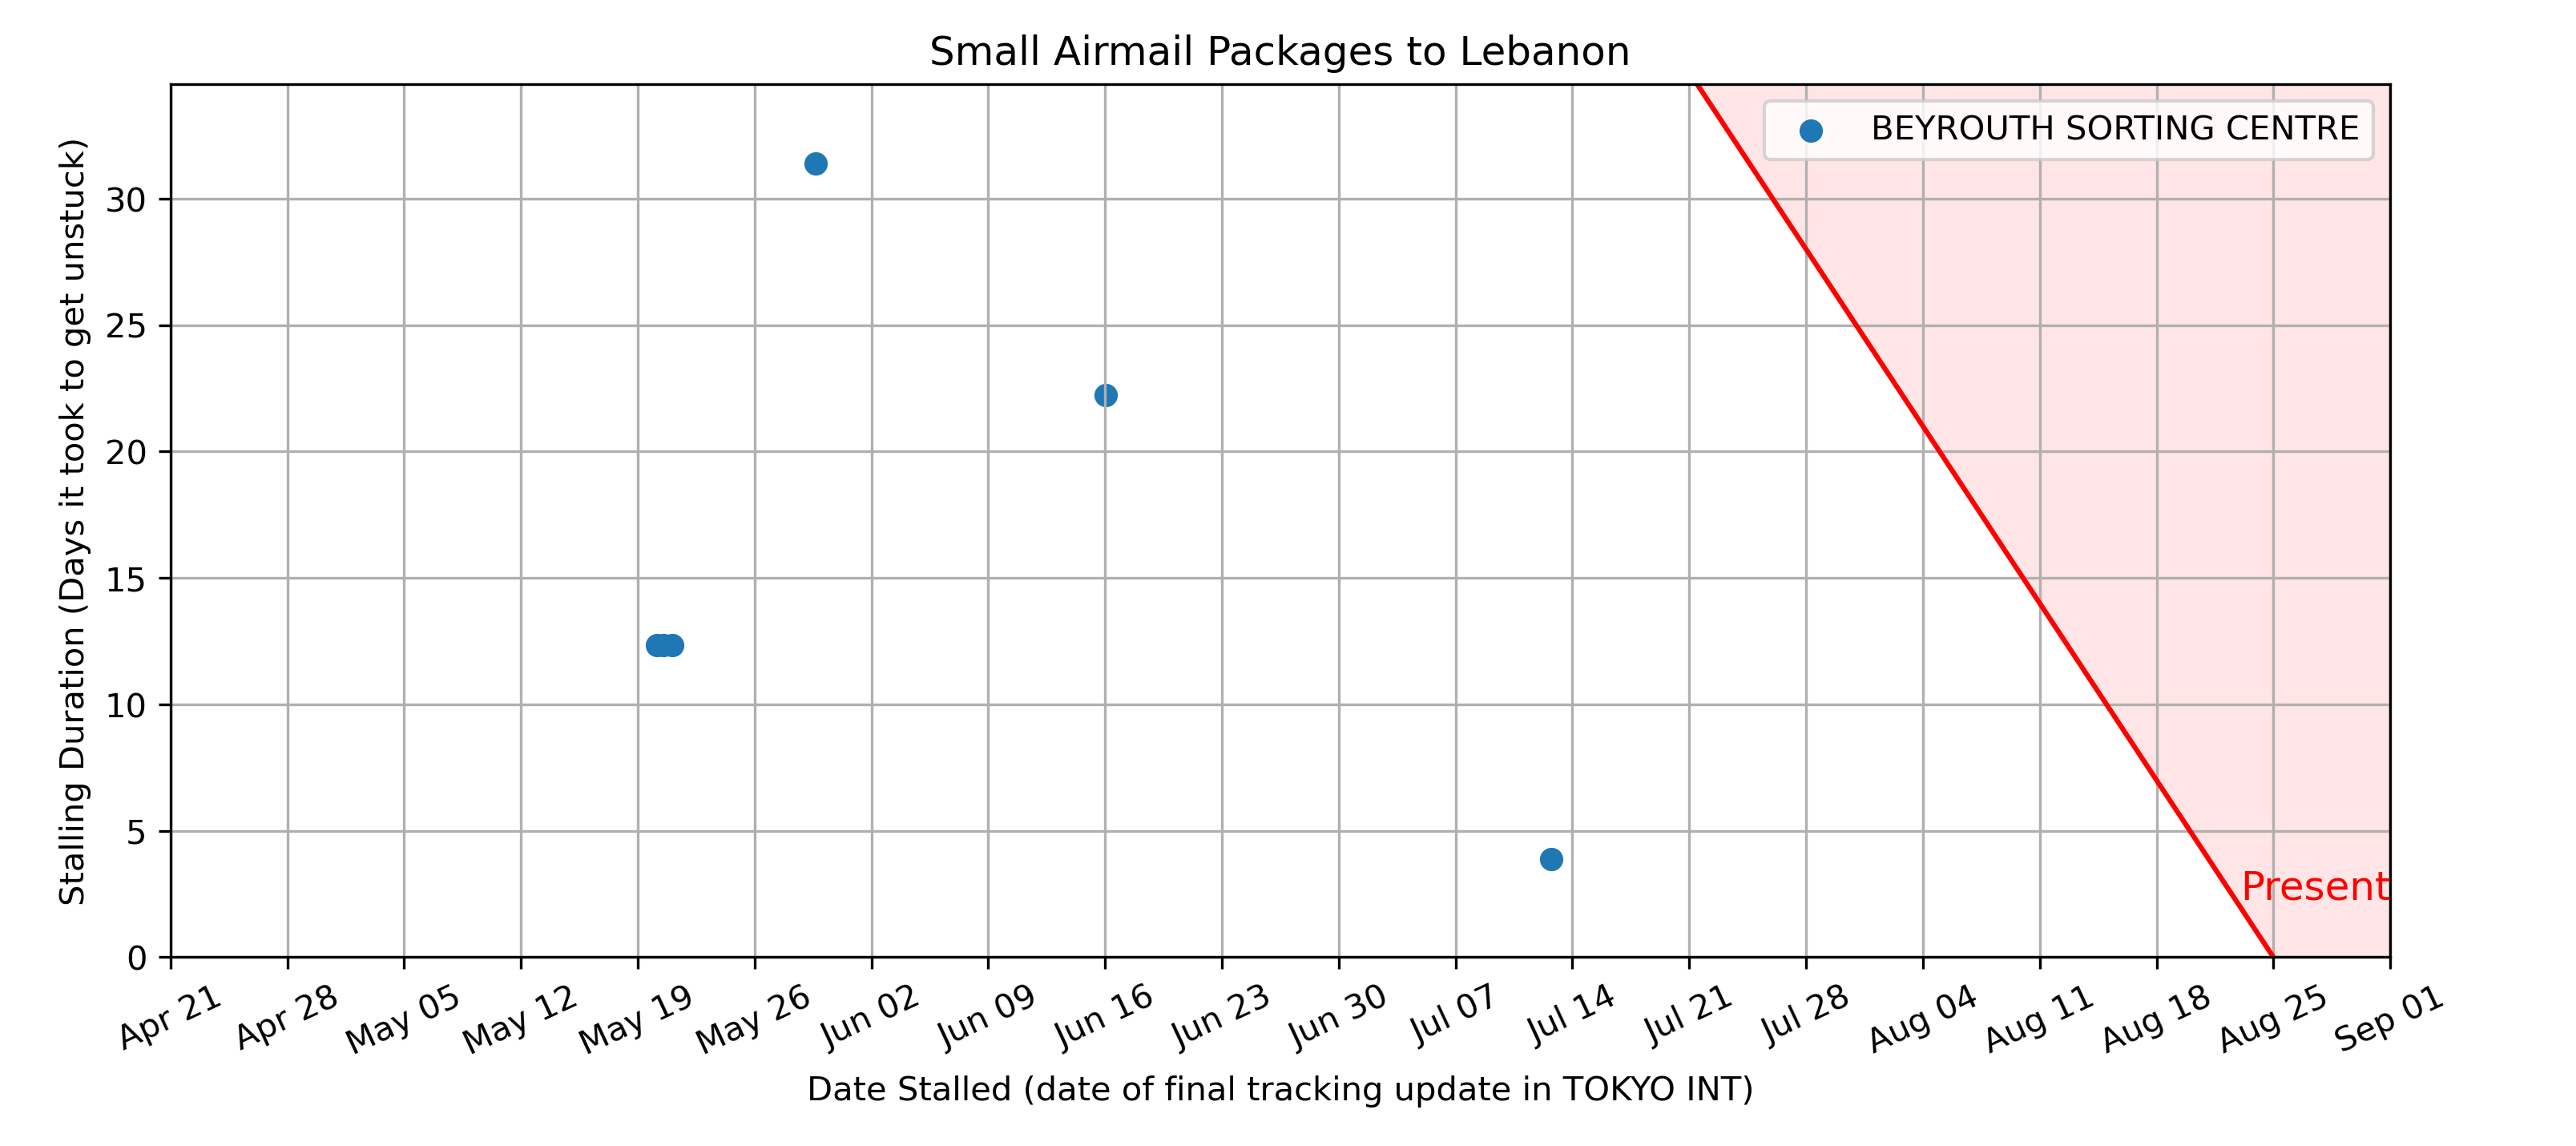 Small Airmail Packages to Lebanon
BEYROUTH SORTING CENTRE
Stalling Duration (Days it took to get unstuck)
30
25
20
15
10
5
0
Present
Apr 21 Apr 28 May 05 May 12 May 19 May 26 Jun 02 Jun 09 Jun 16 Jun 23 Jun 30 Jul 07 Jul 14 Jul 21 Jul 28 Aug 04 Aug 11 Aug 18 Aug 25 Sep 01
Date Stalled (date of final tracking update in TOKYO INT)